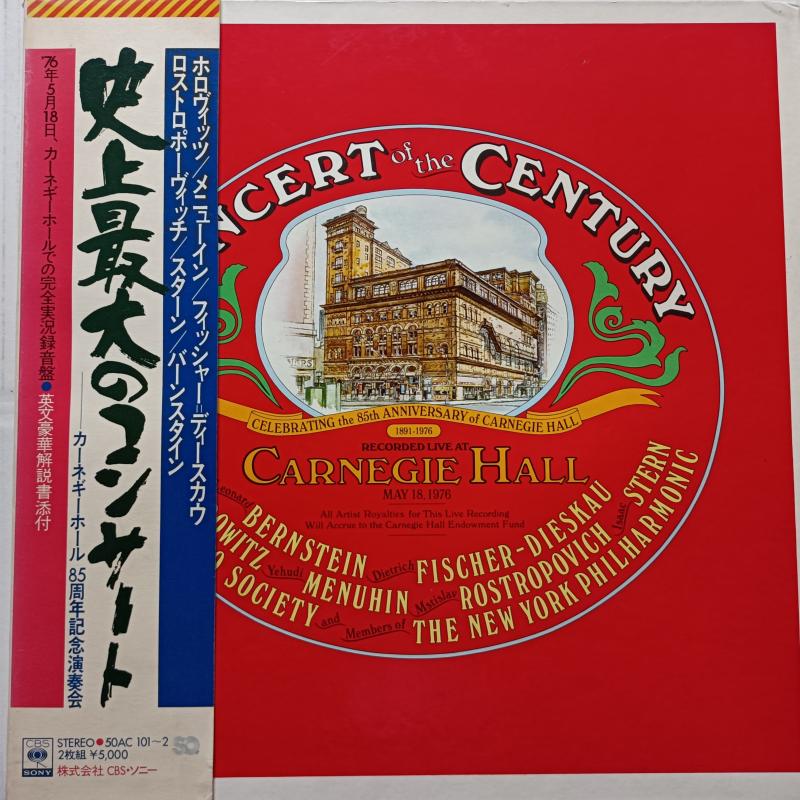 ホロヴィッツ/メニューイン/フィッシャー=ディースカウ
ロストロポーヴィッチ/スターン/バーンスタイン
史上最大のコンサート
カーネギーホール85周年記念演奏会
'76年5月18日、カーネギーホールでの完全実況録音盤●英文豪華解説書添付
CBS
SONY
STEREO●50AC 101〜2
SQ
2枚組 ¥5,000
株式会社 CBS・ソニー
NCERT of the CENTURY
CELEBRATING the 85th ANNIVERSARY of CARNEGIE HALL
1891-1976
RECORDED LIVE AT
CARNEGIE HALL
MAY 18, 1976
All Artist Royalties for This Live Recording
Will Accrue to the Carnegie Hall Endowment Fund
Leonard BERNSTEIN Dietrich FISCHER-DIESKAU Isaac STERN
OWITZ Yehudi MENUHIN Mstislav ROSTROPOVICH
O SOCIETY and Members of THE NEW YORK PHILHARMONIC